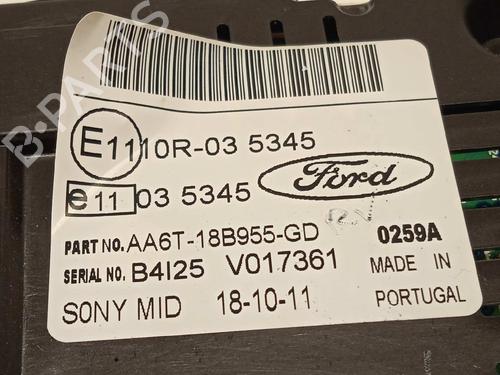 B-PARTS
E11 10R-03 5345
e11 03 5345
Ford
PART NO. AA6T-18B955-GD 0259A
SERIAL NO. B4I25 V017361 MADE IN
SONY MID 18-10-11 PORTUGAL